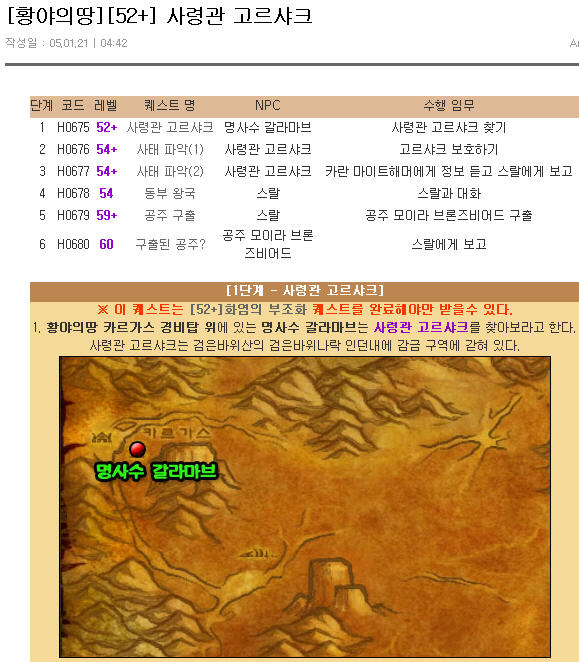 [황야의땅][52+] 사령관 고르샤크
작성일 : 05.01.21 | 04:42
단계 코드 레벨 퀘스트 명 NPC 수행 임무
1 H0675 52+ 사령관 고르샤크 명사수 갈라마브 사령관 고르샤크 찾기
2 H0676 54+ 사태 파악(1) 사령관 고르샤크 고르샤크 보호하기
3 H0677 54+ 사태 파악(2) 사령관 고르샤크 카란 마이트해머에게 정보 듣고 스랄에게 보고
4 H0678 54 동부 왕국 스랄 스랄과 대화
5 H0679 59+ 공주 구출 스랄 공주 모이라 브론즈비어드 구출
6 H0680 60 구출된 공주? 공주 모이라 브론
즈비어드 스랄에게 보고
[1단계 - 사령관 고르샤크]
※ 이 퀘스트는 [52+]화염의 부조화 퀘스트를 완료해야만 받을수 있다.
1. 황야의땅 카르가스 경비탑 위에 있는 명사수 갈라마브는 사령관 고르샤크를 찾아보라고 한다.
사령관 고르샤크는 검은바위산의 검은바위나락 인던내에 감금 구역에 갇혀 있다.
카르가스
명사수 갈라마브